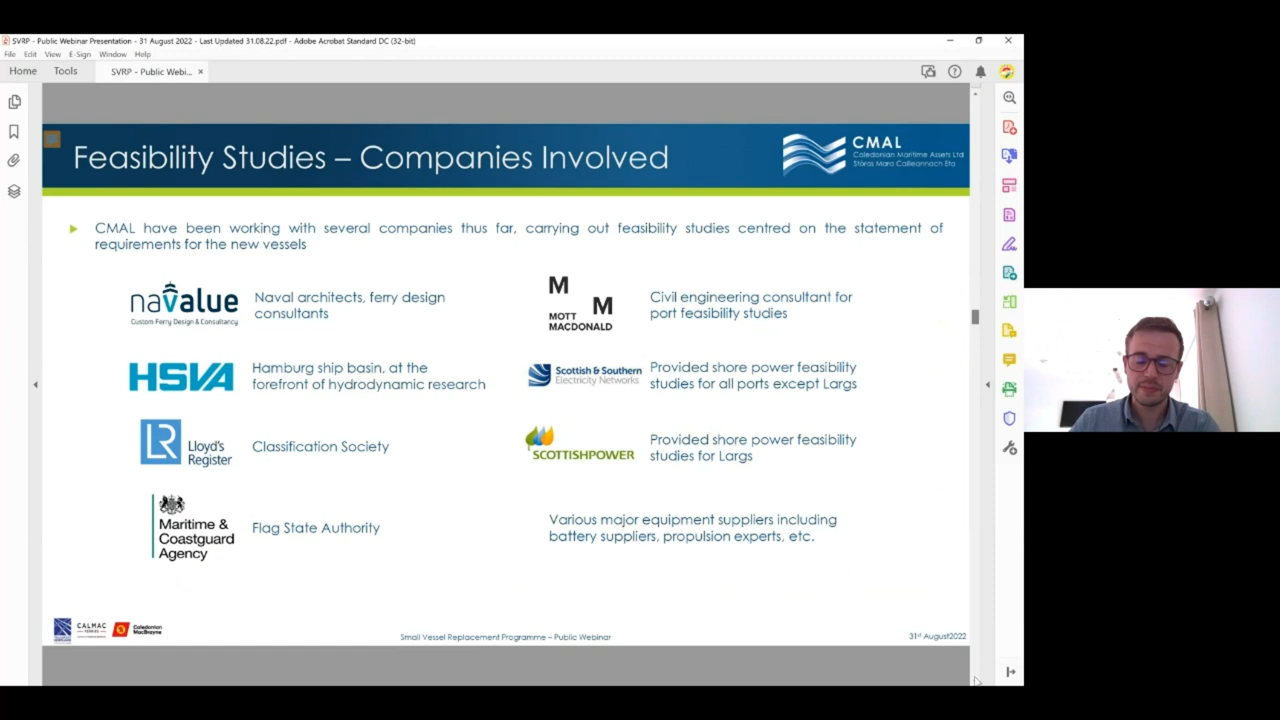 SVRP - Public Webinar Presentation - 31 August 2022 - Last Updated 31.08.22.pdf - Adobe Acrobat Standard DC (32-bit)
File Edit View E-Sign Window Help
Home Tools SVRP - Public Webi... ×
Feasibility Studies – Companies Involved
CMAL
Caledonian Maritime Assets Ltd
Stòras Mara Cailleannach Eta
CMAL have been working with several companies thus far, carrying out feasibility studies centred on the statement of
requirements for the new vessels
navalue
Custom Ferry Design & Consultancy
Naval architects, ferry design
consultants
M
M
MOTT
MACDONALD
Civil engineering consultant for
port feasibility studies
HSVA
Hamburg ship basin, at the
forefront of hydrodynamic research
Scottish & Southern
Electricity Networks
Provided shore power feasibility
studies for all ports except Largs
LR
Lloyd's
Register
Classification Society
SCOTTISHPOWER
Provided shore power feasibility
studies for Largs
Maritime &
Coastguard
Agency
Flag State Authority
Various major equipment suppliers including
battery suppliers, propulsion experts, etc.
CALMAC
FERRIES
Caledonian
MacBrayne
Small Vessel Replacement Programme – Public Webinar
31st August2022